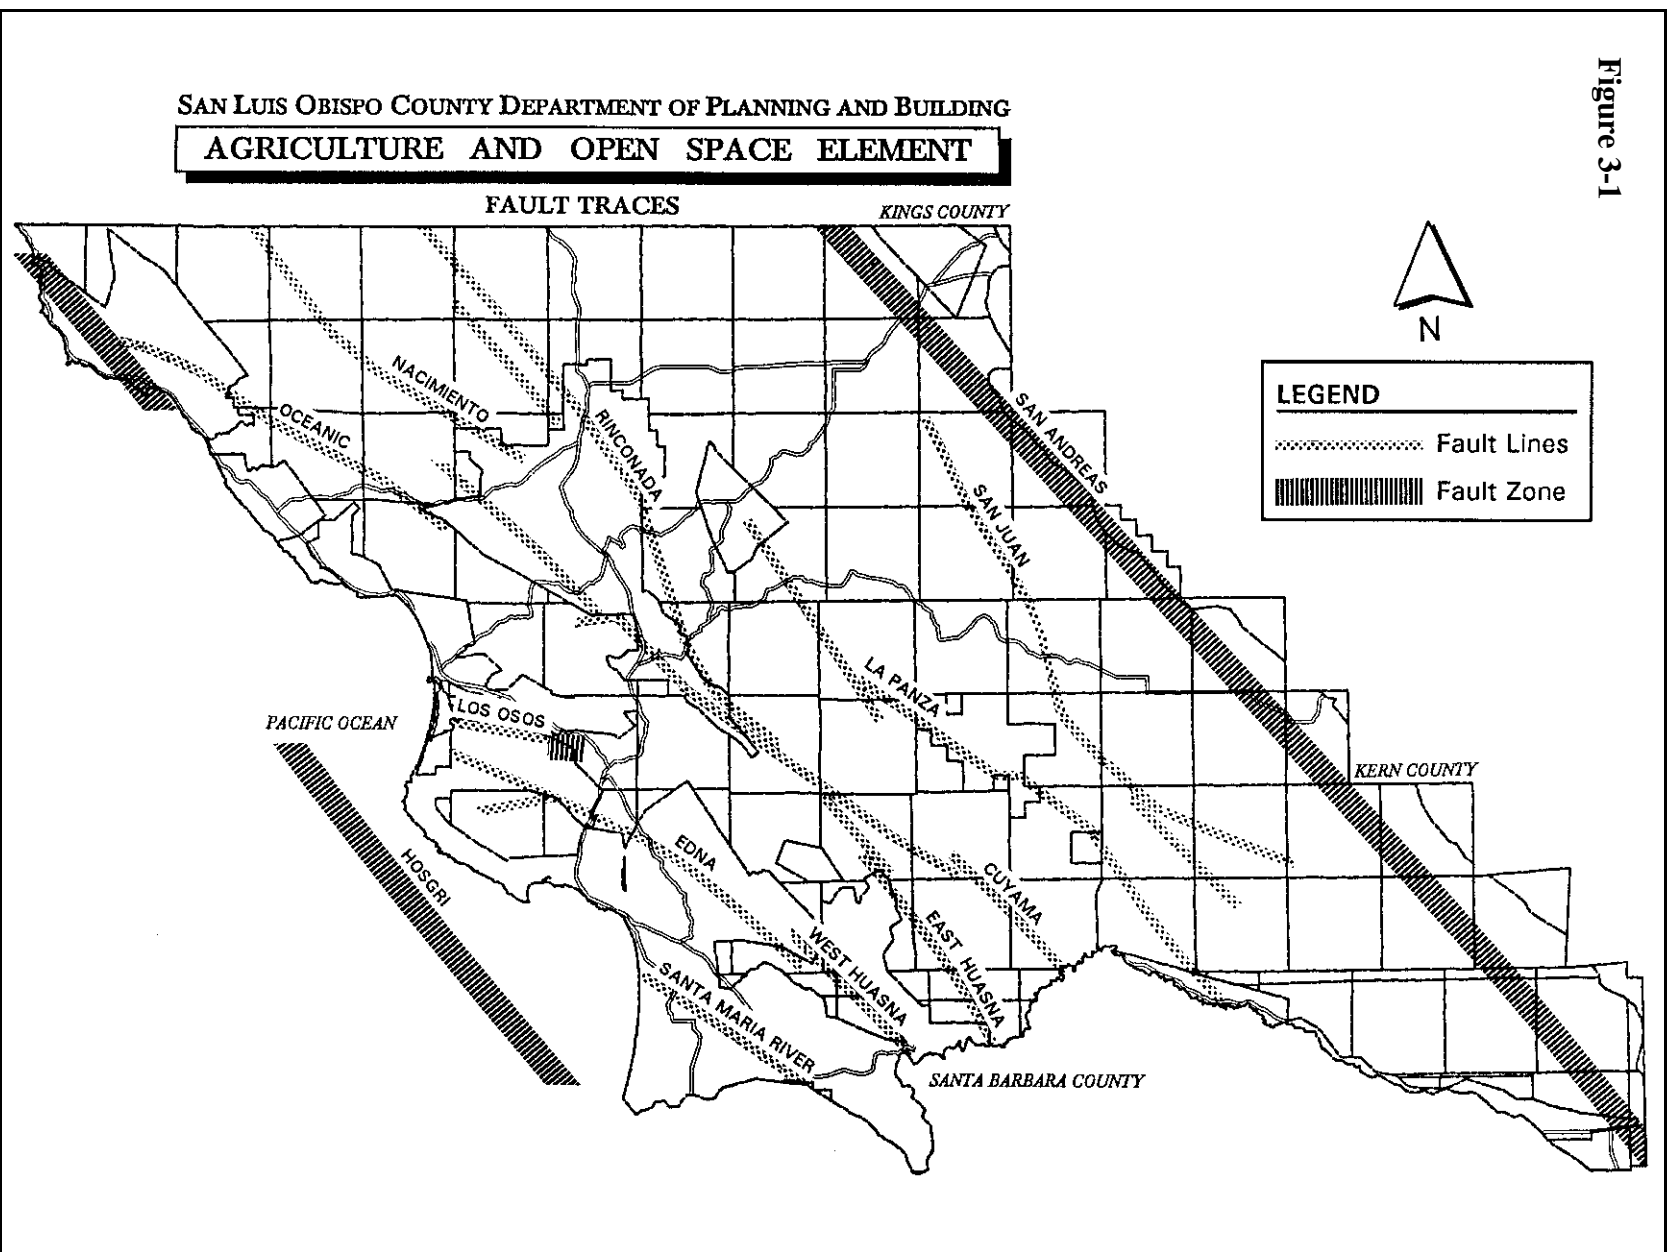 Figure 3-1
SAN LUIS OBISPO COUNTY DEPARTMENT OF PLANNING AND BUILDING
AGRICULTURE AND OPEN SPACE ELEMENT
FAULT TRACES
KINGS COUNTY
N
LEGEND
Fault Lines
Fault Zone
NACIMIENTO
OCEANIC
RINCONADA
SAN ANDREAS
SAN JUAN
LA PANZA
LOS OSOS
PACIFIC OCEAN
KERN COUNTY
HOSGRI
EDNA
CUYAMA
WEST HUASNA
EAST HUASNA
SANTA MARIA RIVER
SANTA BARBARA COUNTY